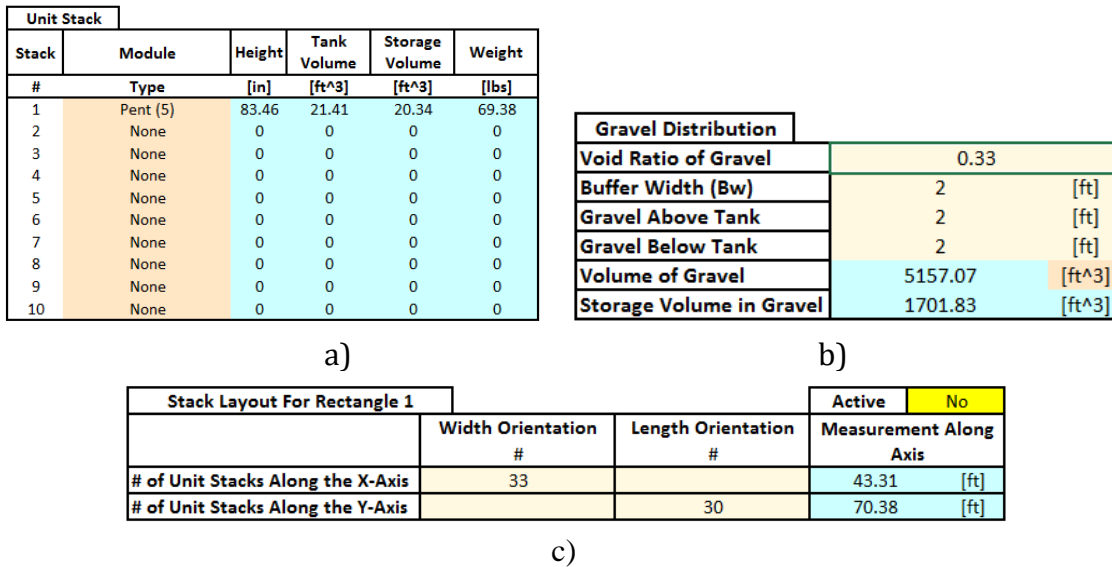 Unit Stack
Stack Module Height Tank Volume Storage Volume Weight
# Type [in] [ft^3] [ft^3] [lbs]
1 Pent (5) 83.46 21.41 20.34 69.38
2 None 0 0 0 0
3 None 0 0 0 0
4 None 0 0 0 0
5 None 0 0 0 0
6 None 0 0 0 0
7 None 0 0 0 0
8 None 0 0 0 0
9 None 0 0 0 0
10 None 0 0 0 0
a)
Gravel Distribution
Void Ratio of Gravel 0.33
Buffer Width (Bw) 2 [ft]
Gravel Above Tank 2 [ft]
Gravel Below Tank 2 [ft]
Volume of Gravel 5157.07 [ft^3]
Storage Volume in Gravel 1701.83 [ft^3]
b)
Stack Layout For Rectangle 1 Active No
Width Orientation Length Orientation Measurement Along
# # Axis
# of Unit Stacks Along the X-Axis 33 43.31 [ft]
# of Unit Stacks Along the Y-Axis 30 70.38 [ft]
c)